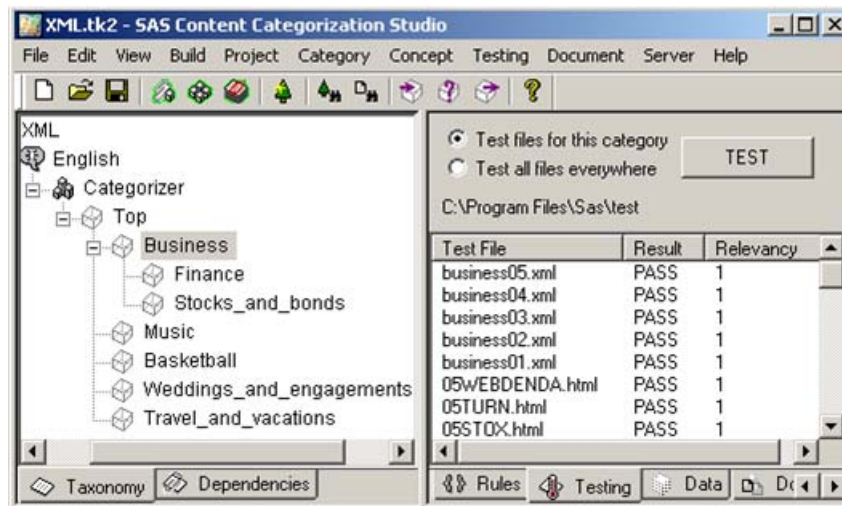 XML.tk2 - SAS Content Categorization Studio
File Edit View Build Project Category Concept Testing Document Server Help
XML
English
Categorizer
Top
Business
Finance
Stocks_and_bonds
Music
Basketball
Weddings_and_engagements
Travel_and_vacations
Taxonomy Dependencies
Test files for this category
Test all files everywhere
TEST
C:\Program Files\Sas\test
Test File Result Relevancy
business05.xml PASS 1
business04.xml PASS 1
business03.xml PASS 1
business02.xml PASS 1
business01.xml PASS 1
05WEBDENDA.html PASS 1
05TURN.html PASS 1
05STOX.html PASS 1
Rules Testing Data